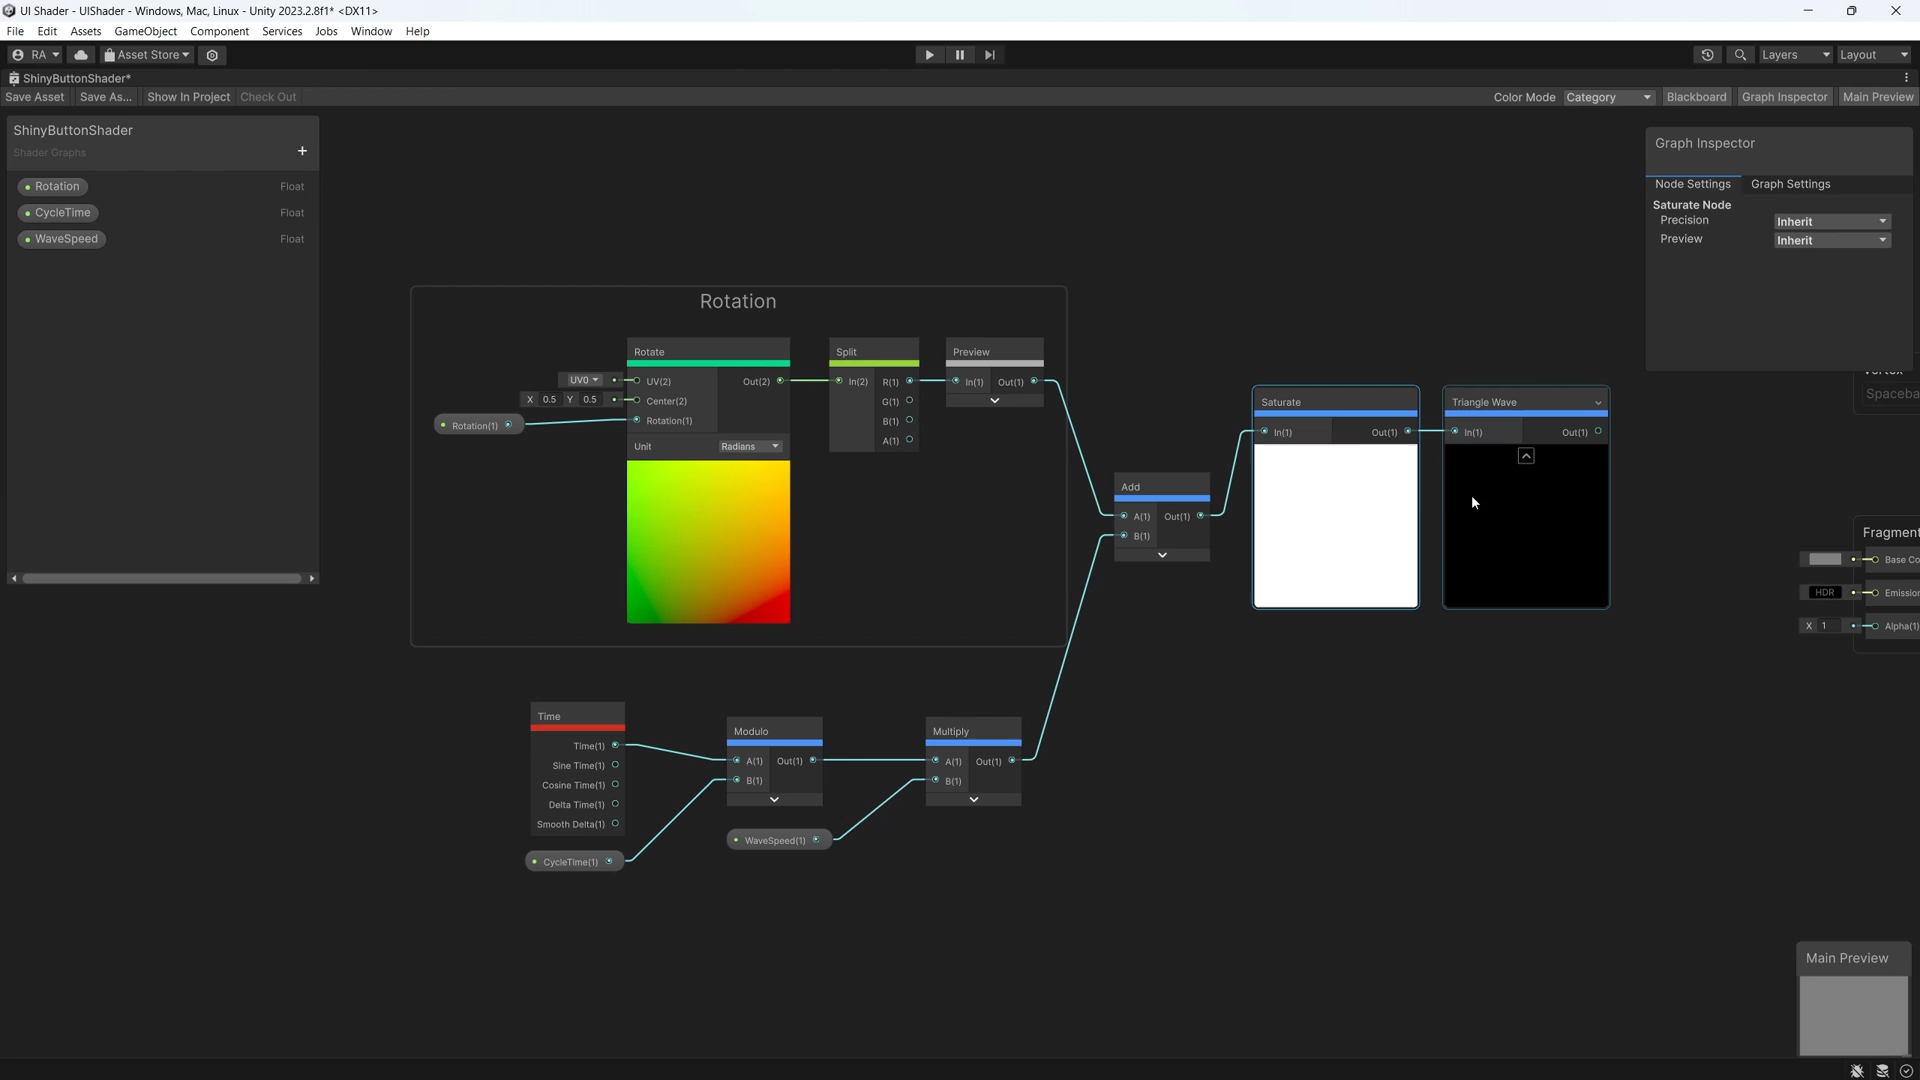 UI Shader - UIShader - Windows, Mac, Linux - Unity 2023.2.8f1* <DX11>
File Edit Assets GameObject Component Services Jobs Window Help
RA Asset Store Layers Layout
ShinyButtonShader*
Save Asset Save As... Show In Project Check Out Color Mode Category Blackboard Graph Inspector Main Preview
ShinyButtonShader
Shader Graphs
+
Rotation Float
CycleTime Float
WaveSpeed Float
Graph Inspector
Node Settings Graph Settings
Saturate Node
Precision Inherit
Preview Inherit
Rotation
Rotate
UV0 UV(2) Out(2)
X 0.5 Y 0.5 Center(2)
Rotation(1) Rotation(1)
Unit Radians
Split
In(2) R(1)
G(1)
B(1)
A(1)
Preview
In(1) Out(1)
Add
A(1) Out(1)
B(1)
Saturate
In(1) Out(1)
Triangle Wave
In(1) Out(1)
Vertex
Spaceba
Fragment
Base Co
HDR Emission
X 1 Alpha(1)
Time
Time(1)
Sine Time(1)
Cosine Time(1)
Delta Time(1)
Smooth Delta(1)
CycleTime(1)
Modulo
A(1) Out(1)
B(1)
WaveSpeed(1)
Multiply
A(1) Out(1)
B(1)
Main Preview